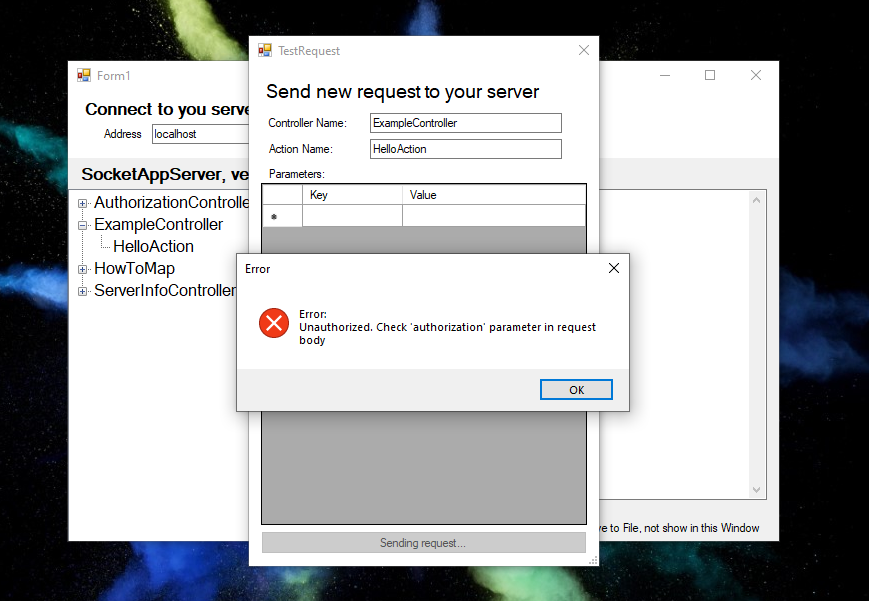 TestRequest
Form1
Send new request to your server
Connect to you serve
Controller Name:
ExampleController
Address
localhost
Action Name:
HelloAction
Parameters:
SocketAppServer, ve
Key
Value
AuthorizationControlle
ExampleController
HelloAction
HowToMap
ServerInfoController
Error
Error:
Unauthorized. Check 'authorization' parameter in request
body
OK
ve to File, not show in this Window
Sending request...